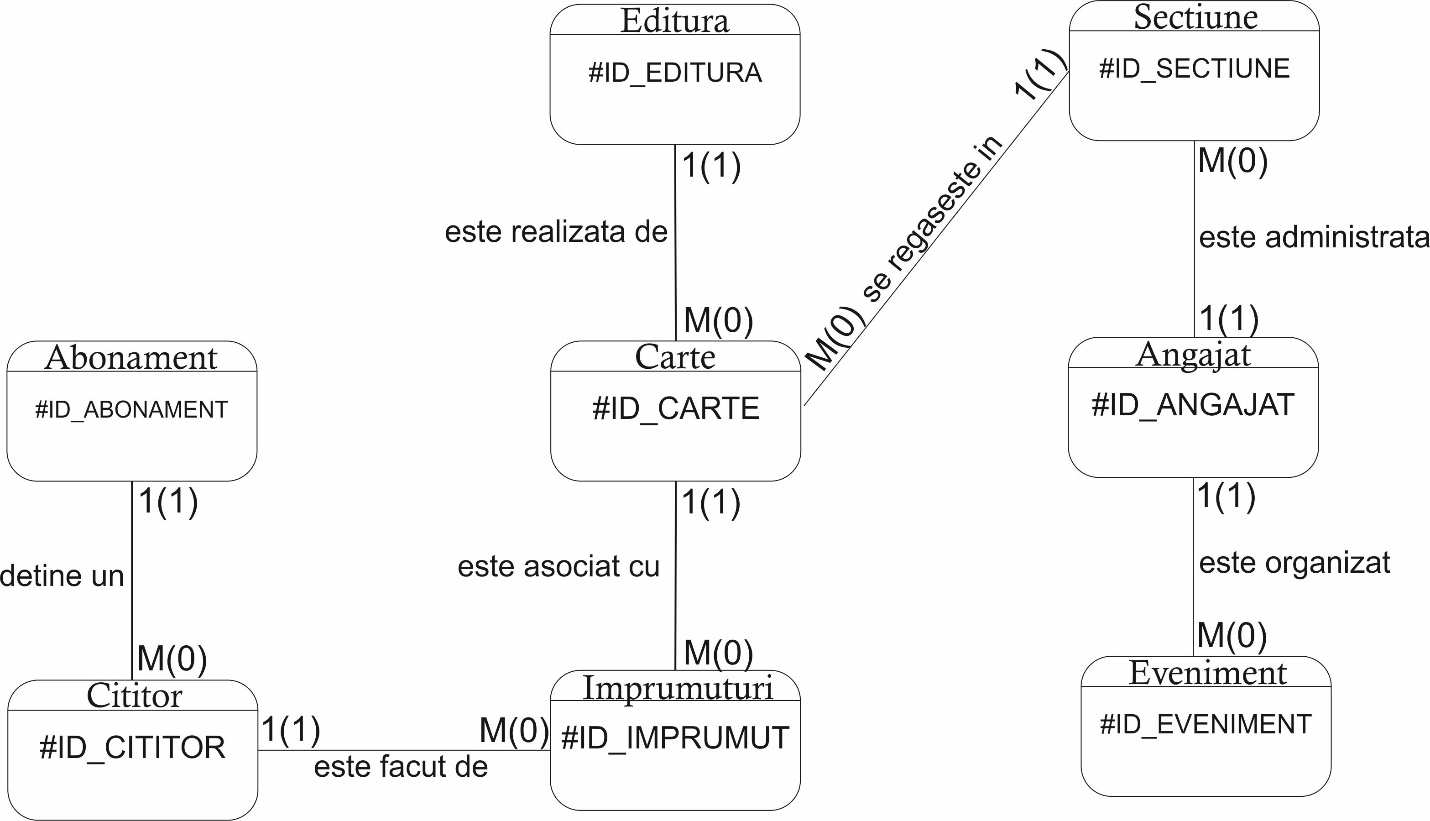 Editura
#ID_EDITURA
1(1)
este realizata de
M(0)
Sectiune
#ID_SECTIUNE
1(1)
se regaseste in
M(0)
M(0)
este administrata
1(1)
Abonament
#ID_ABONAMENT
1(1)
detine un
M(0)
Carte
#ID_CARTE
1(1)
este asociat cu
M(0)
Angajat
#ID_ANGAJAT
1(1)
este organizat
M(0)
Cititor
#ID_CITITOR
1(1)
este facut de
M(0)
Imprumuturi
#ID_IMPRUMUT
Eveniment
#ID_EVENIMENT